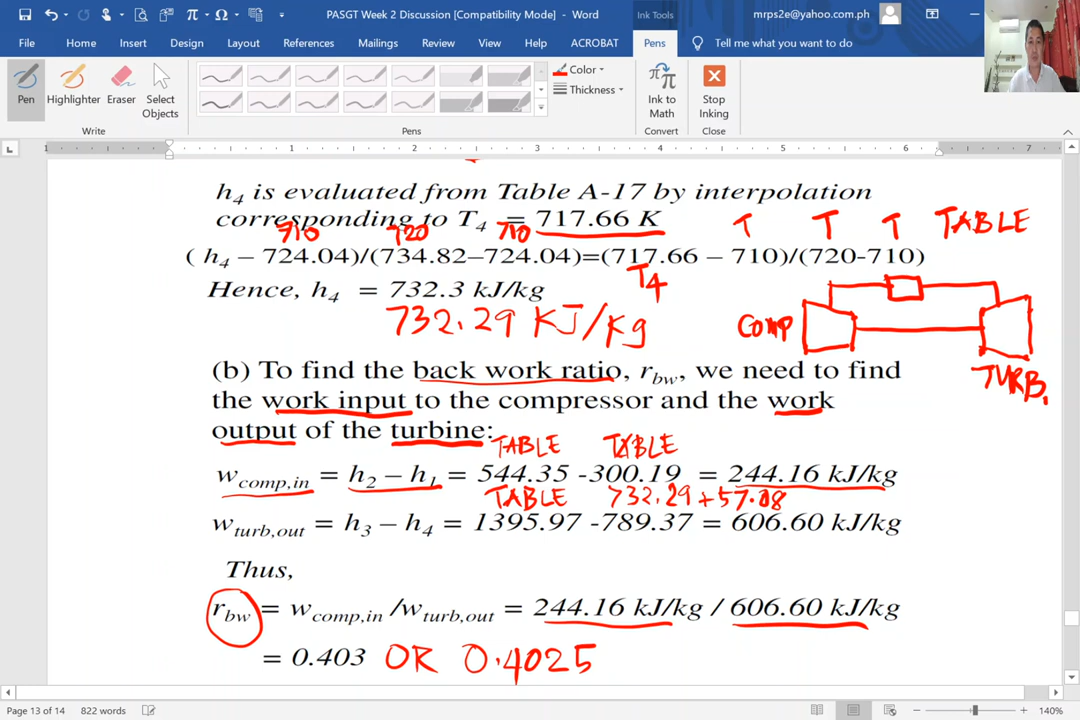 PASGT Week 2 Discussion [Compatibility Mode] - Word
Ink Tools
mrps2e@yahoo.com.ph
File Home Insert Design Layout References Mailings Review View Help ACROBAT Pens Tell me what you want to do
Pen Highlighter Eraser Select Objects
Color
Thickness
Ink to Math
Stop Inking
Write Pens Convert Close
1 1 2 3 4 5 6 7
h4 is evaluated from Table A-17 by interpolation
corresponding to T4 = 717.66 K
710 720 710 T T T TABLE
( h4 – 724.04)/(734.82–724.04)=(717.66 – 710)/(720-710)
T4
Hence, h4 = 732.3 kJ/kg
732.29 KJ/Kg
COMP
TURB.
(b) To find the back work ratio, rbw, we need to find
the work input to the compressor and the work
output of the turbine:
TABLE TABLE
wcomp,in = h2 – h1 = 544.35 -300.19 = 244.16 kJ/kg
TABLE 732.29+57.08
wturb,out = h3 – h4 = 1395.97 -789.37 = 606.60 kJ/kg
Thus,
rbw = wcomp,in /wturb,out = 244.16 kJ/kg / 606.60 kJ/kg
= 0.403 OR 0.4025
Page 13 of 14 822 words
140%